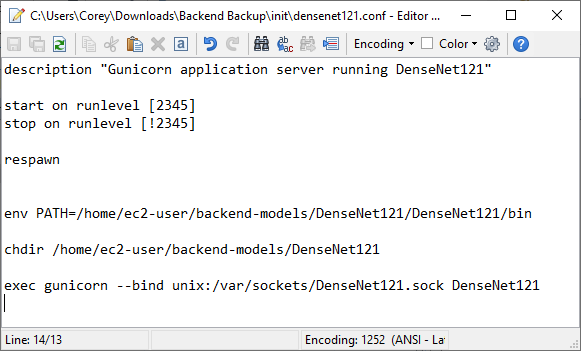 C:\Users\Corey\Downloads\Backend Backup\init\densenet121.conf - Editor ...
Encoding Color
description "Gunicorn application server running DenseNet121"
start on runlevel [2345]
stop on runlevel [!2345]
respawn
env PATH=/home/ec2-user/backend-models/DenseNet121/DenseNet121/bin
chdir /home/ec2-user/backend-models/DenseNet121
exec gunicorn --bind unix:/var/sockets/DenseNet121.sock DenseNet121
Line: 14/13 Encoding: 1252 (ANSI - La